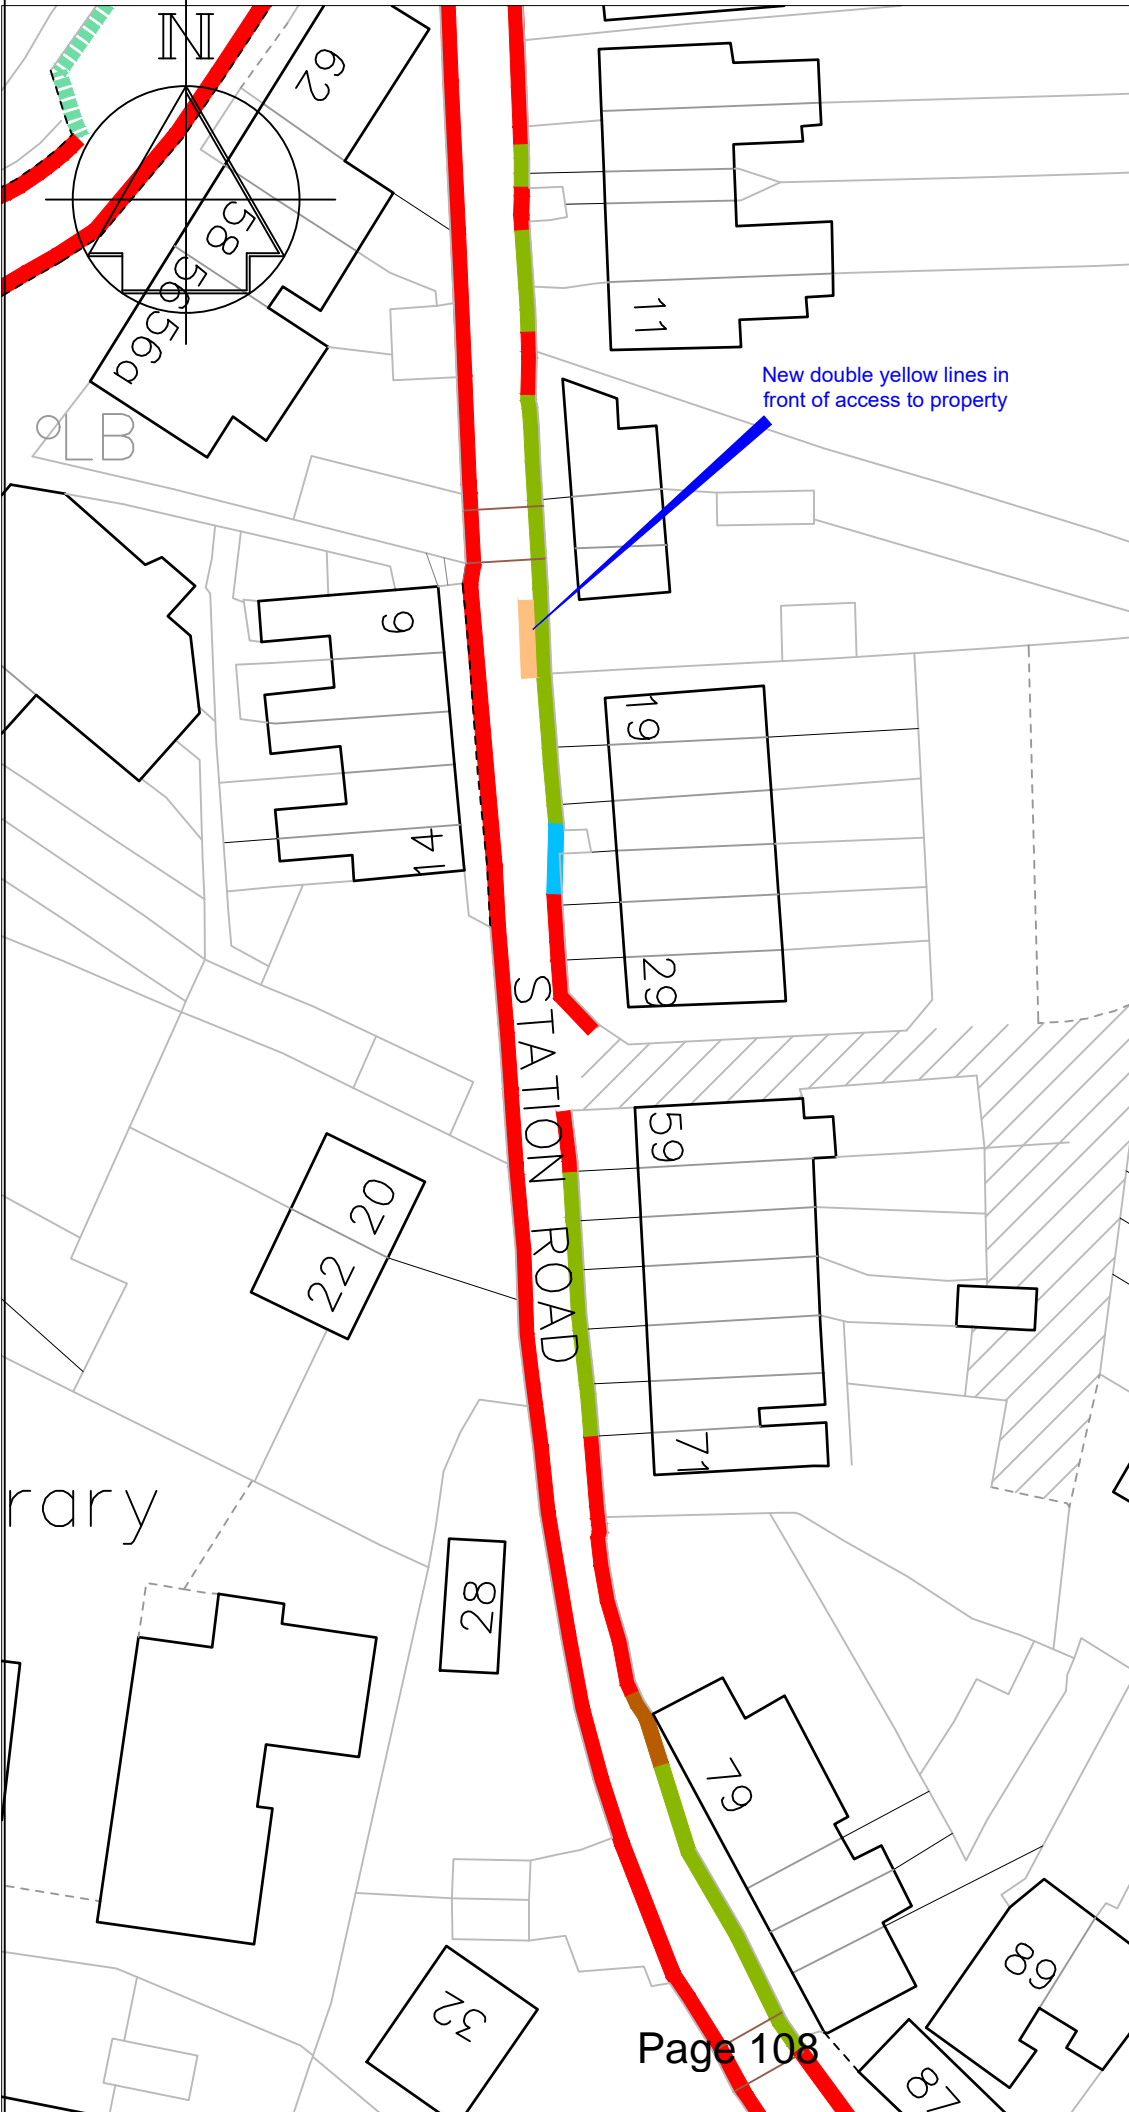 N
62
58
56
56a
LB
11
New double yellow lines in
front of access to property
9
19
14
29
STATION ROAD
59
20
22
71
rary
28
79
89
32
Page 108
87